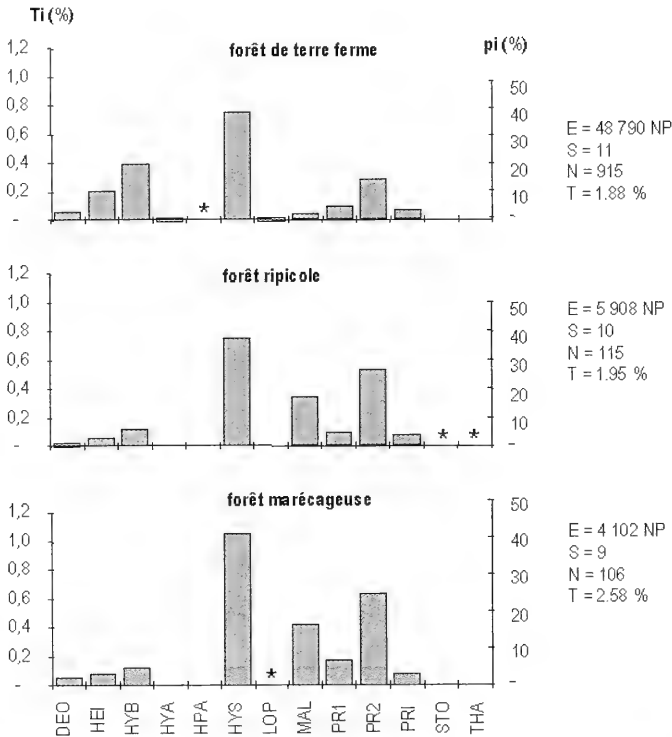 Ti (%)
forêt de terre ferme
pi (%)
1,2
1,0
0,8
0,6
0,4
0,2
-
*
50
40
30
20
10
-
E = 48 790 NP
S = 11
N = 915
T = 1.88 %
forêt ripicole
1,2
1,0
0,8
0,6
0,4
0,2
-
* *
50
40
30
20
10
-
E = 5 908 NP
S = 10
N = 115
T = 1.95 %
forêt marécageuse
1,2
1,0
0,8
0,6
0,4
0,2
-
*
50
40
30
20
10
-
E = 4 102 NP
S = 9
N = 106
T = 2.58 %
DEO
HEI
HYB
HYA
HPA
HYS
LOP
MAL
PR1
PR2
PRI
STO
THA